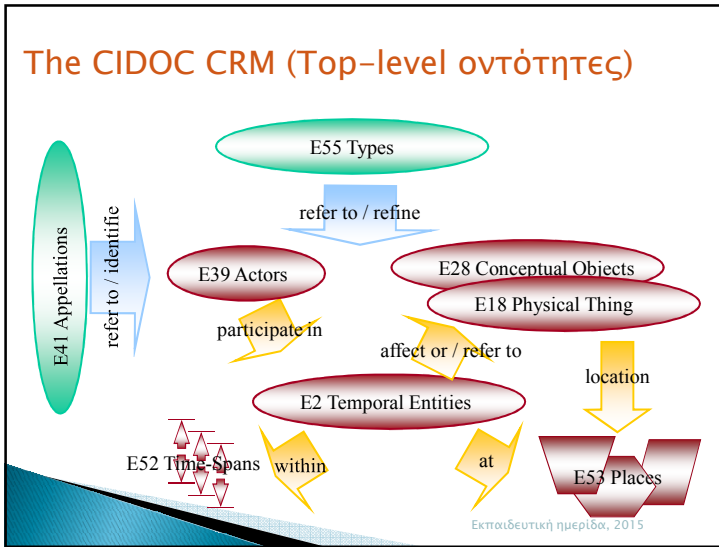 The CIDOC CRM (Top-level οντότητες)
E55 Types
refer to / refine
E41 Appellations
refer to / identifie
E39 Actors
E28 Conceptual Objects
E18 Physical Thing
participate in
affect or / refer to
location
E2 Temporal Entities
E52 Time-Spans
within
at
E53 Places
Εκπαιδευτική ημερίδα, 2015